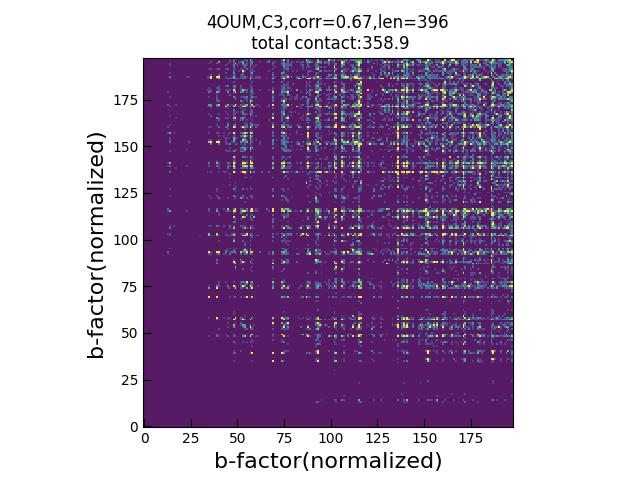 4OUM,C3,corr=0.67,len=396
total contact:358.9
b-factor(normalized)
175
150
125
100
75
50
25
0
0 25 50 75 100 125 150 175
b-factor(normalized)